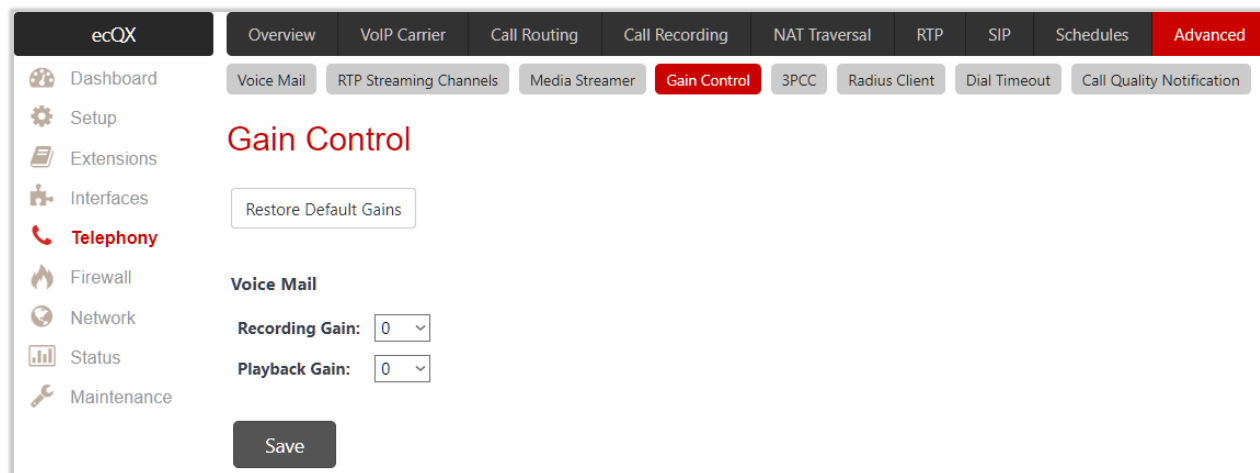 ecQX
Overview VoIP Carrier Call Routing Call Recording NAT Traversal RTP SIP Schedules Advanced
Dashboard
Setup
Extensions
Interfaces
Telephony
Firewall
Network
Status
Maintenance
Voice Mail RTP Streaming Channels Media Streamer Gain Control 3PCC Radius Client Dial Timeout Call Quality Notification
Gain Control
Restore Default Gains
Voice Mail
Recording Gain: 0
Playback Gain: 0
Save